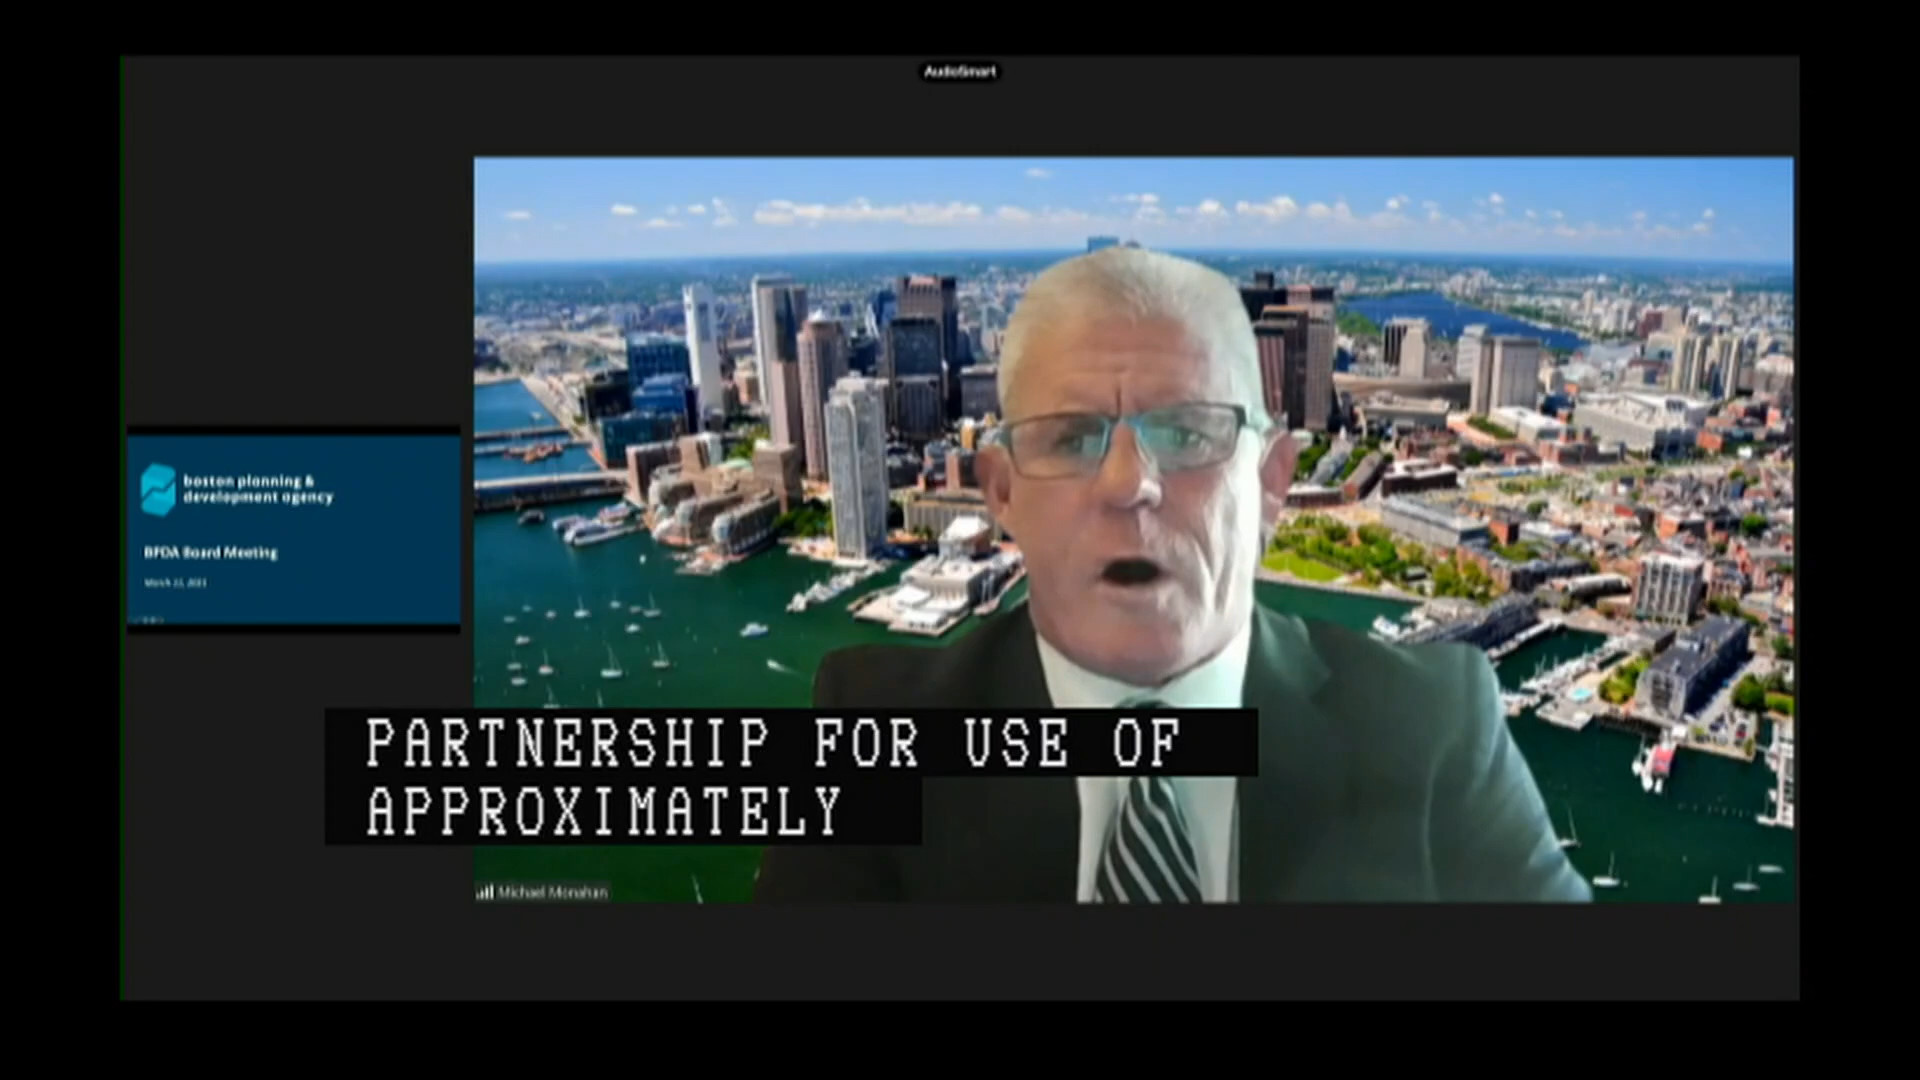 AudioSmart
boston planning &
development agency
BPDA Board Meeting
PARTNERSHIP FOR USE OF
APPROXIMATELY
Michael Monahan